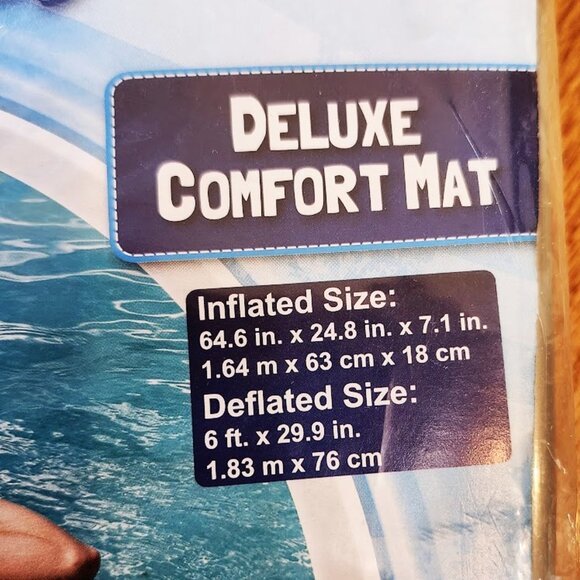 DELUXE
COMFORT MAT
Inflated Size:
64.6 in. x 24.8 in. x 7.1 in.
1.64 m x 63 cm x 18 cm
Deflated Size:
6 ft. x 29.9 in.
1.83 m x 76 cm